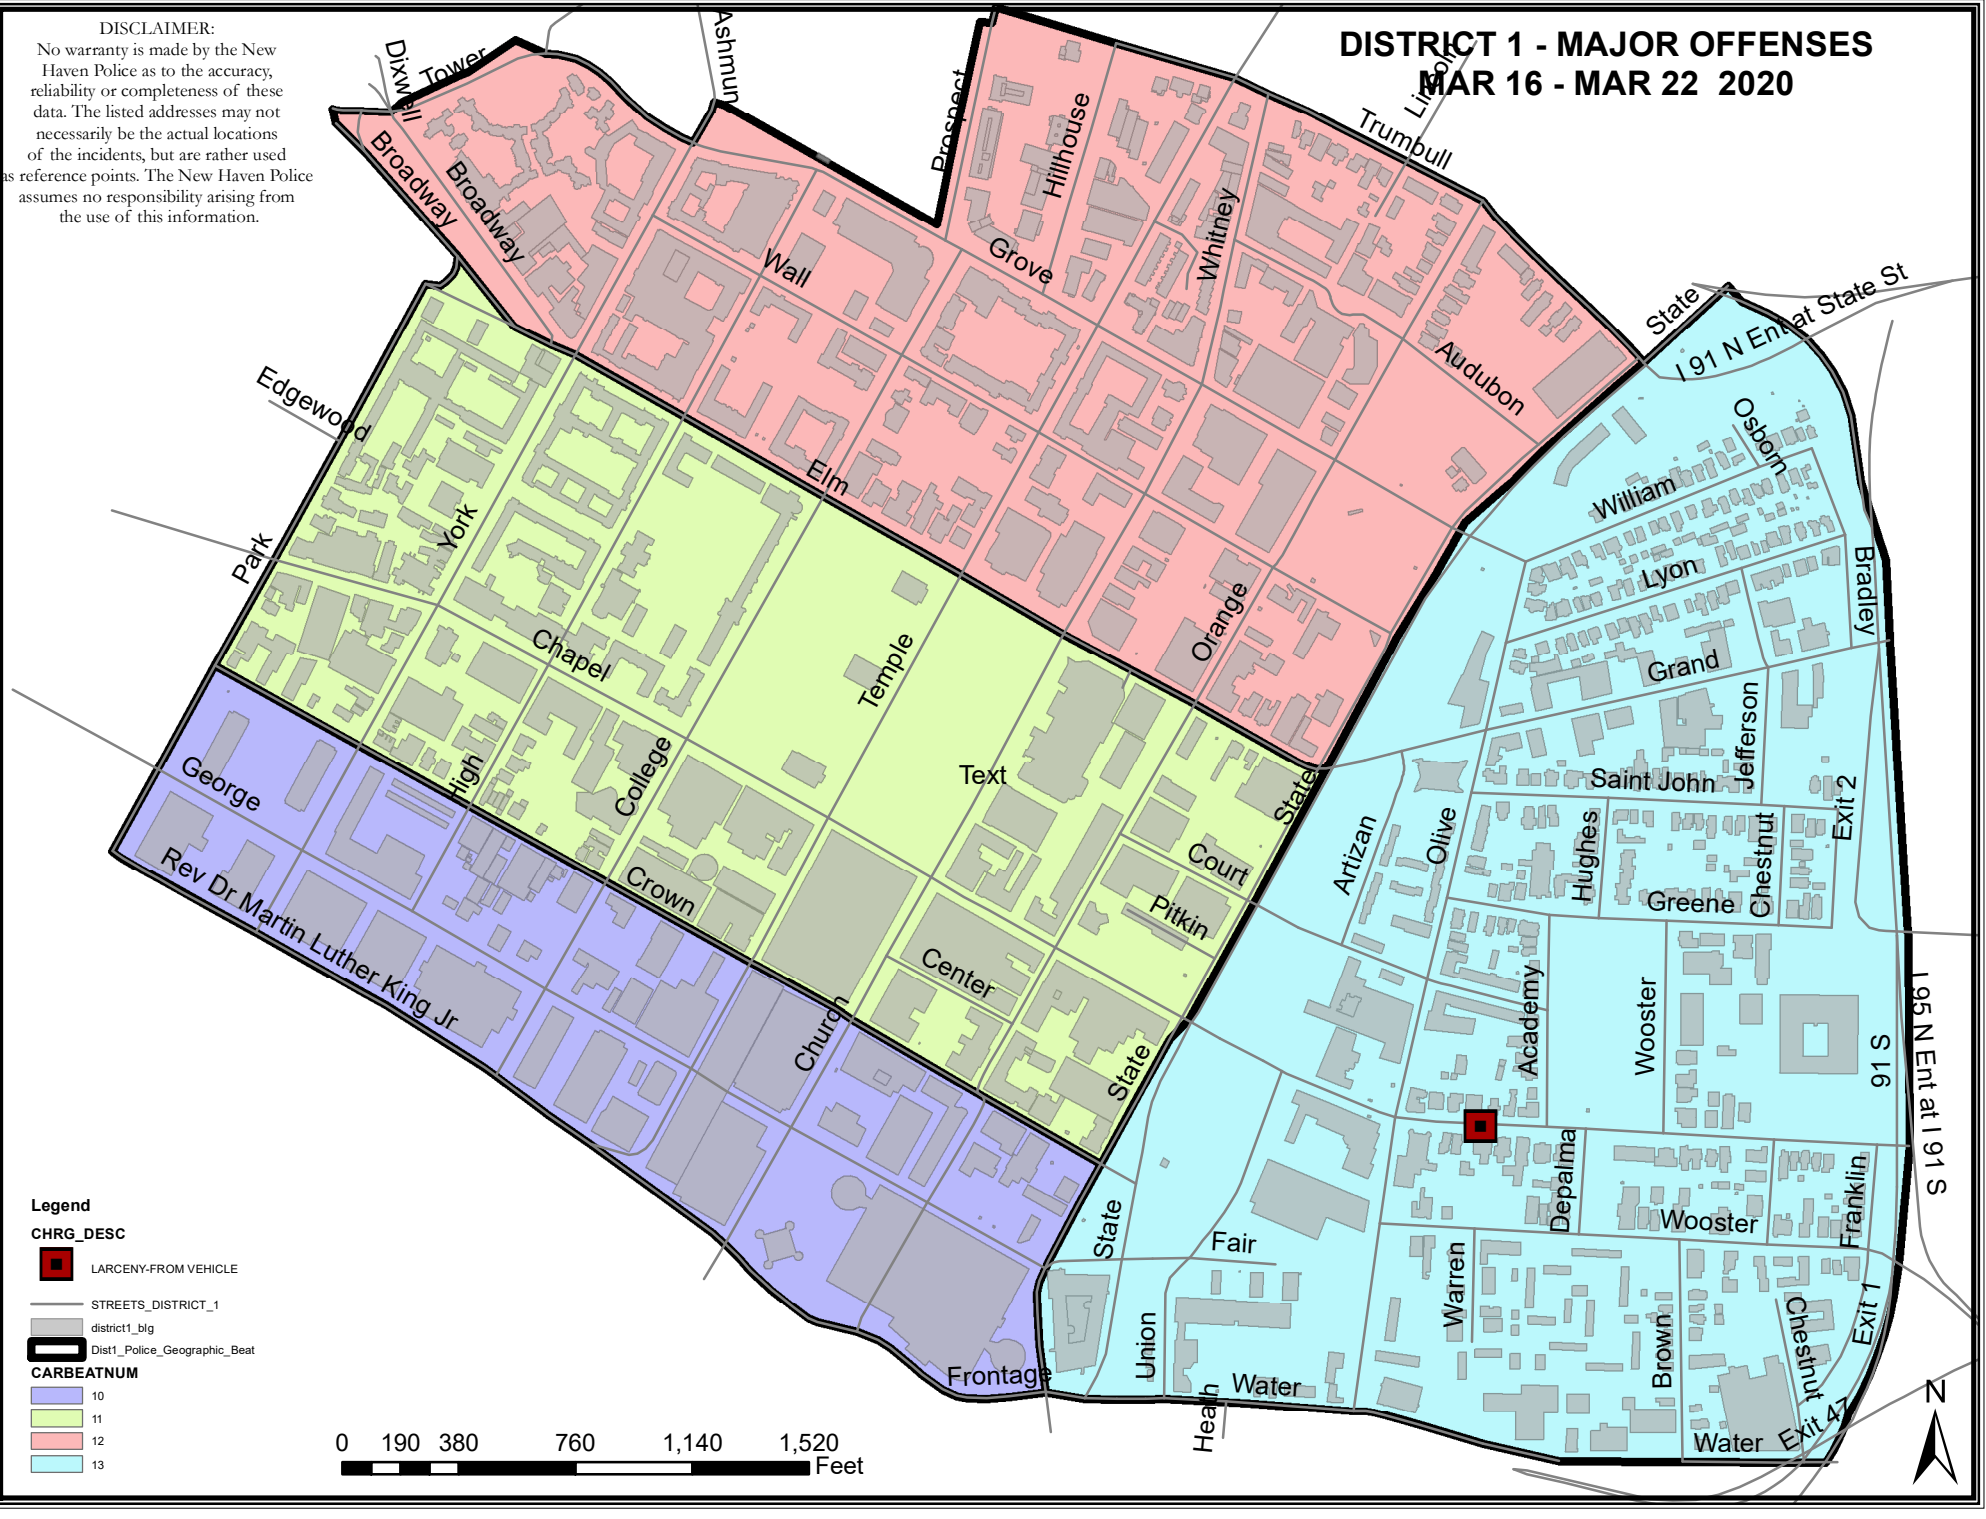 DISCLAIMER:
No warranty is made by the New
Haven Police as to the accuracy,
reliability or completeness of these
data. The listed addresses may not
necessarily be the actual locations
of the incidents, but are rather used
as reference points. The New Haven Police
assumes no responsibility arising from
the use of this information.
DISTRICT 1 - MAJOR OFFENSES
MAR 16 - MAR 22 2020
Dixwell
Tower
Ashmun
Prospect
Hillhouse
Lincoln
Trumbull
Broadway
Broadway
Wall
Grove
Whitney
State
I 91 N Ent at State St
Audubon
Edgewood
Osborn
Elm
William
York
Park
Lyon
Bradley
Orange
Chapel
Temple
Grand
Jefferson
Text
State
Saint John
George
High
College
Exit 2
Artizan
Olive
Hughes
Chestnut
Court
Crown
Greene
Pitkin
Rev Dr Martin Luther King Jr
Center
Church
Academy
Wooster
State
91 S
I 95 N Ent at I 91 S
Depalma
Franklin
Wooster
State
Fair
Warren
Union
Brown
Chestnut
Exit 1
Frontage
Water
Heath
Water
Exit 47
N
Legend
CHRG_DESC
LARCENY-FROM VEHICLE
STREETS_DISTRICT_1
district1_blg
Dist1_Police_Geographic_Beat
CARBEATNUM
10
11
12
13
0 190 380 760 1,140 1,520
Feet